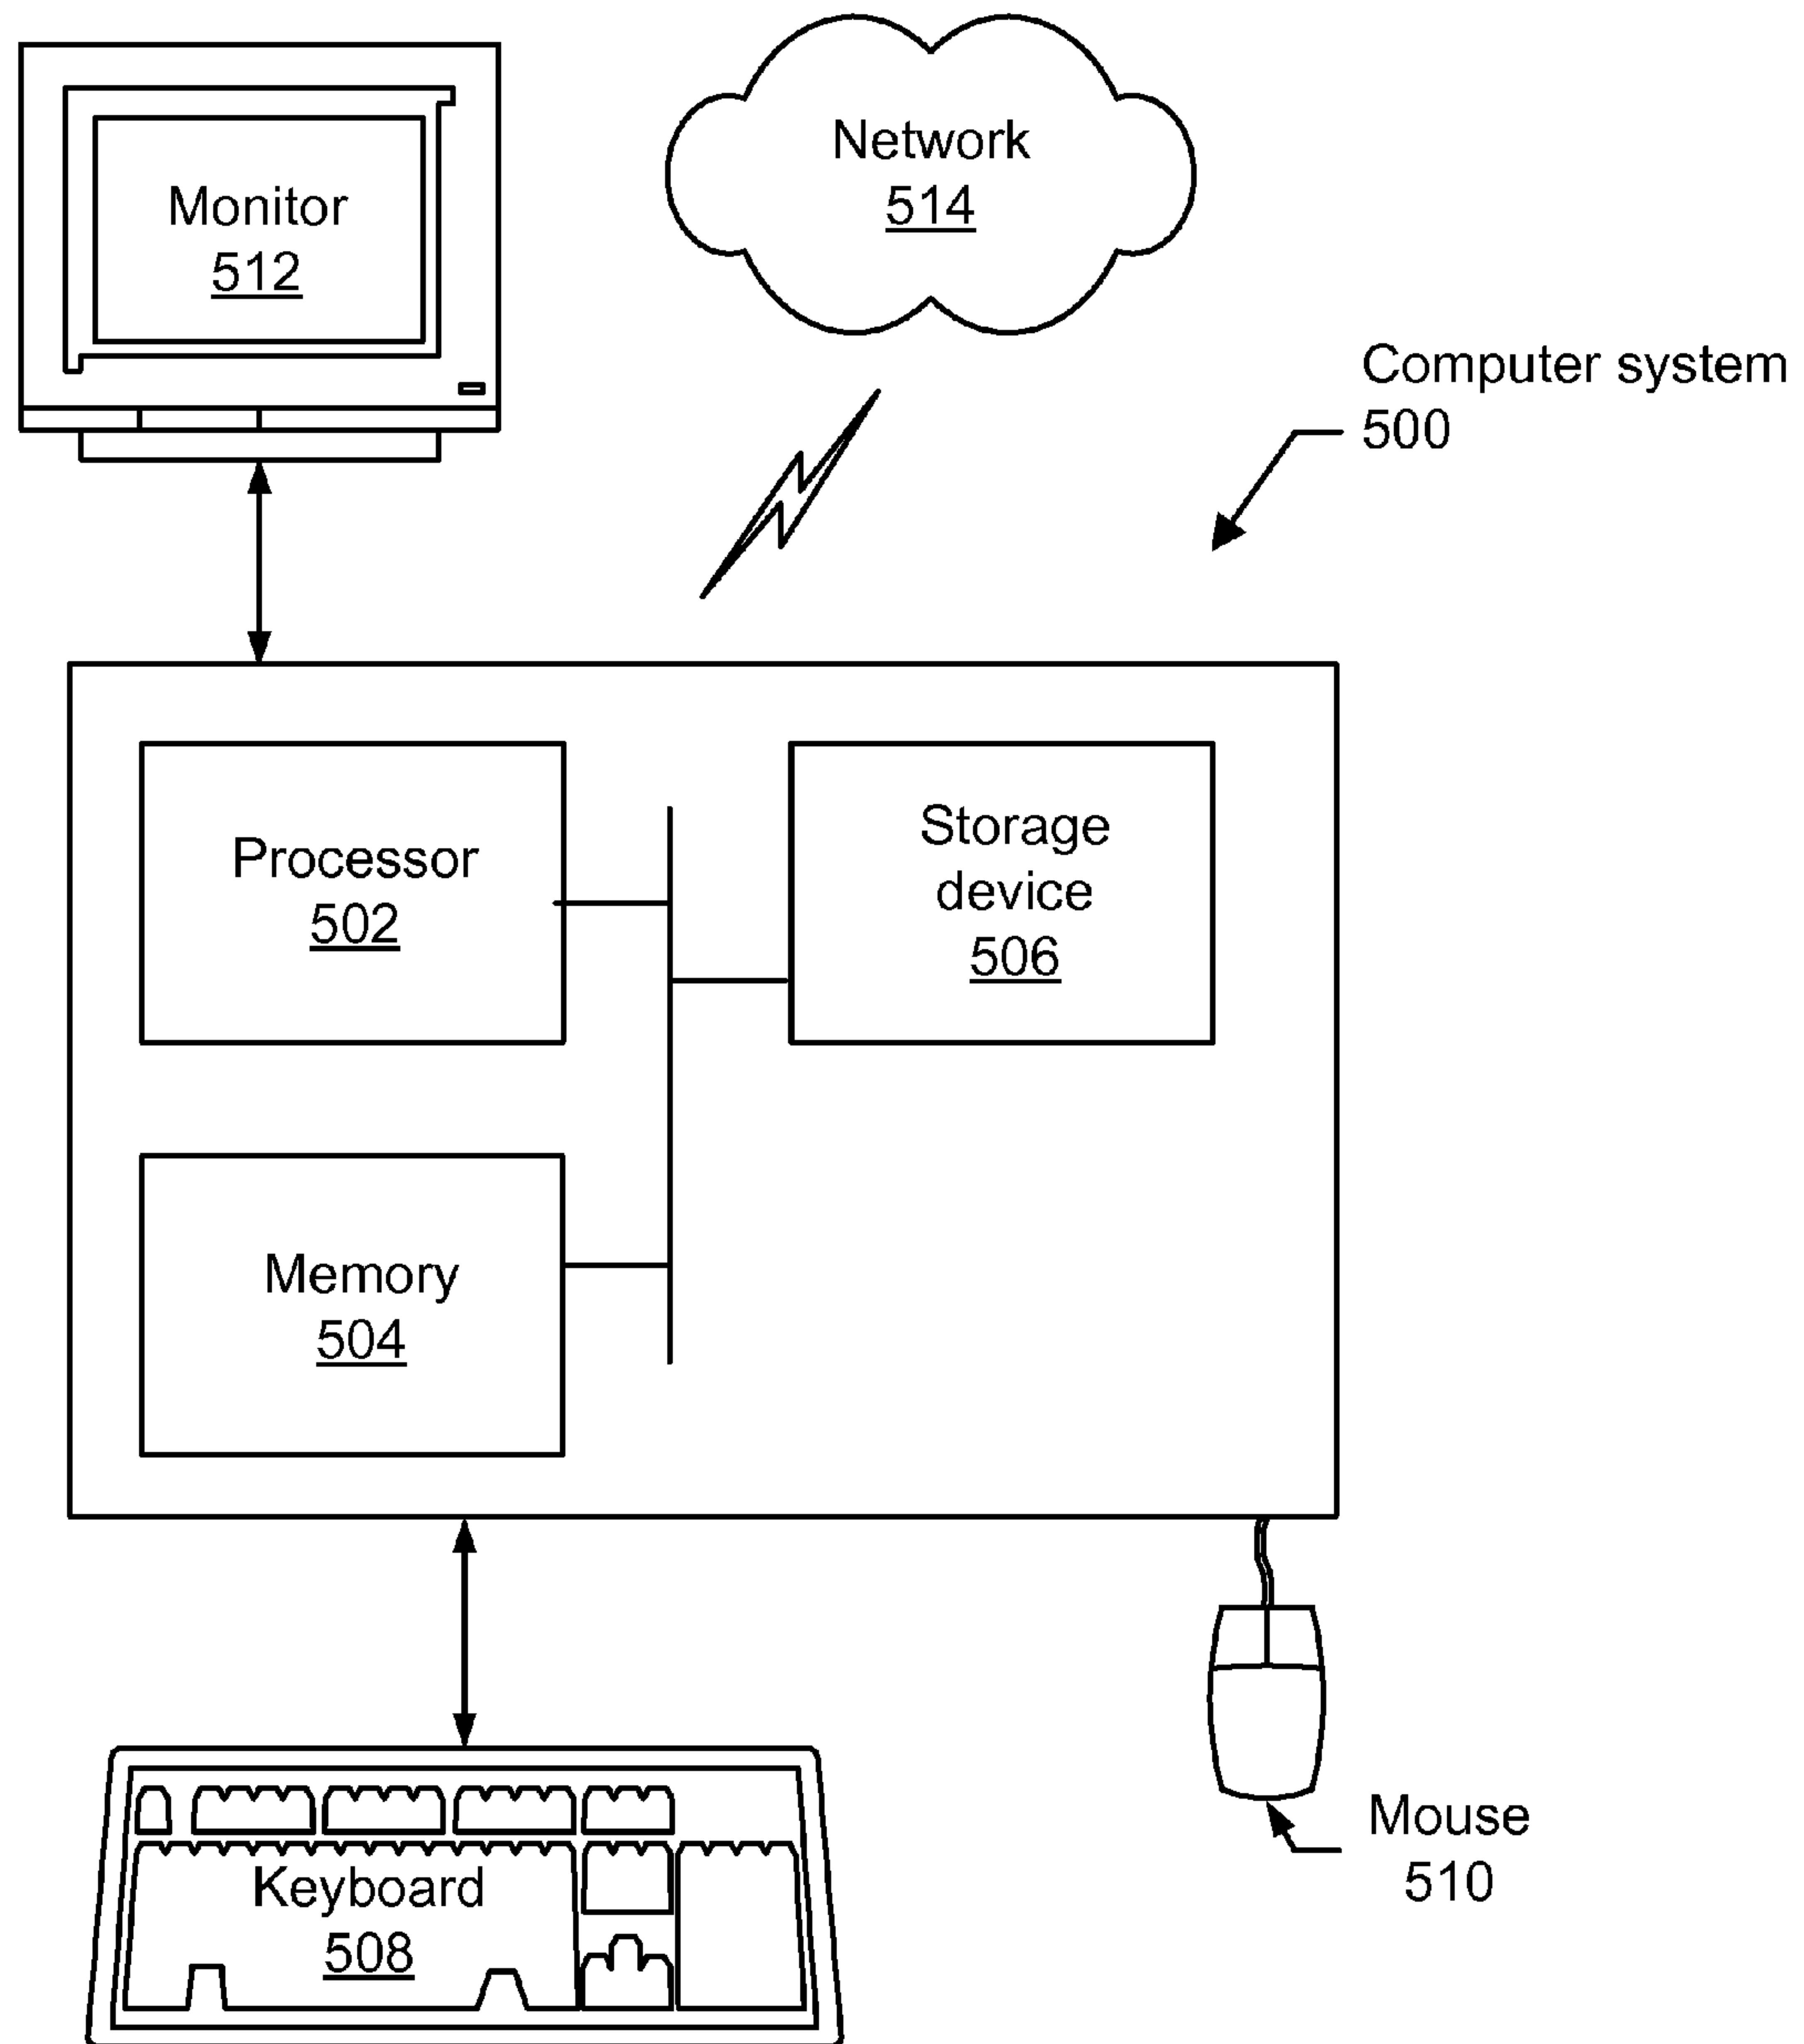 Network
514
Monitor
512
Computer system
500
Processor
502
Storage
device
506
Memory
504
Mouse
510
Keyboard
508